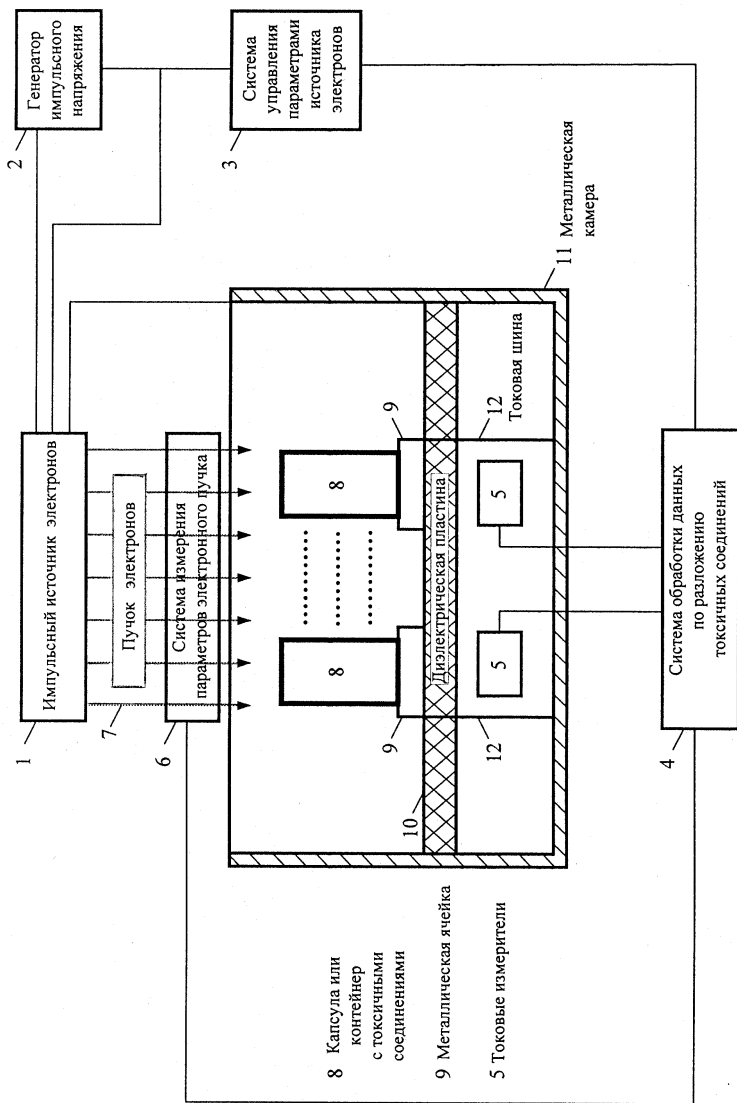 Генератор
импульсного
напряжения
2
Система
управления
параметрами
источника
электронов
3
11 Металлическая
камера
Импульсный источник электронов
1
Пучок электронов
7
Система измерения
параметров электронного пучка
6
8
8
9
9
10
Диэлектрическая пластина
12
Токовая шина
12
5
5
Система обработки данных
по разложению
токсичных соединений
4
8 Капсула или
контейнер
с токсичными
соединениями
9 Металлическая ячейка
5 Токовые измерители